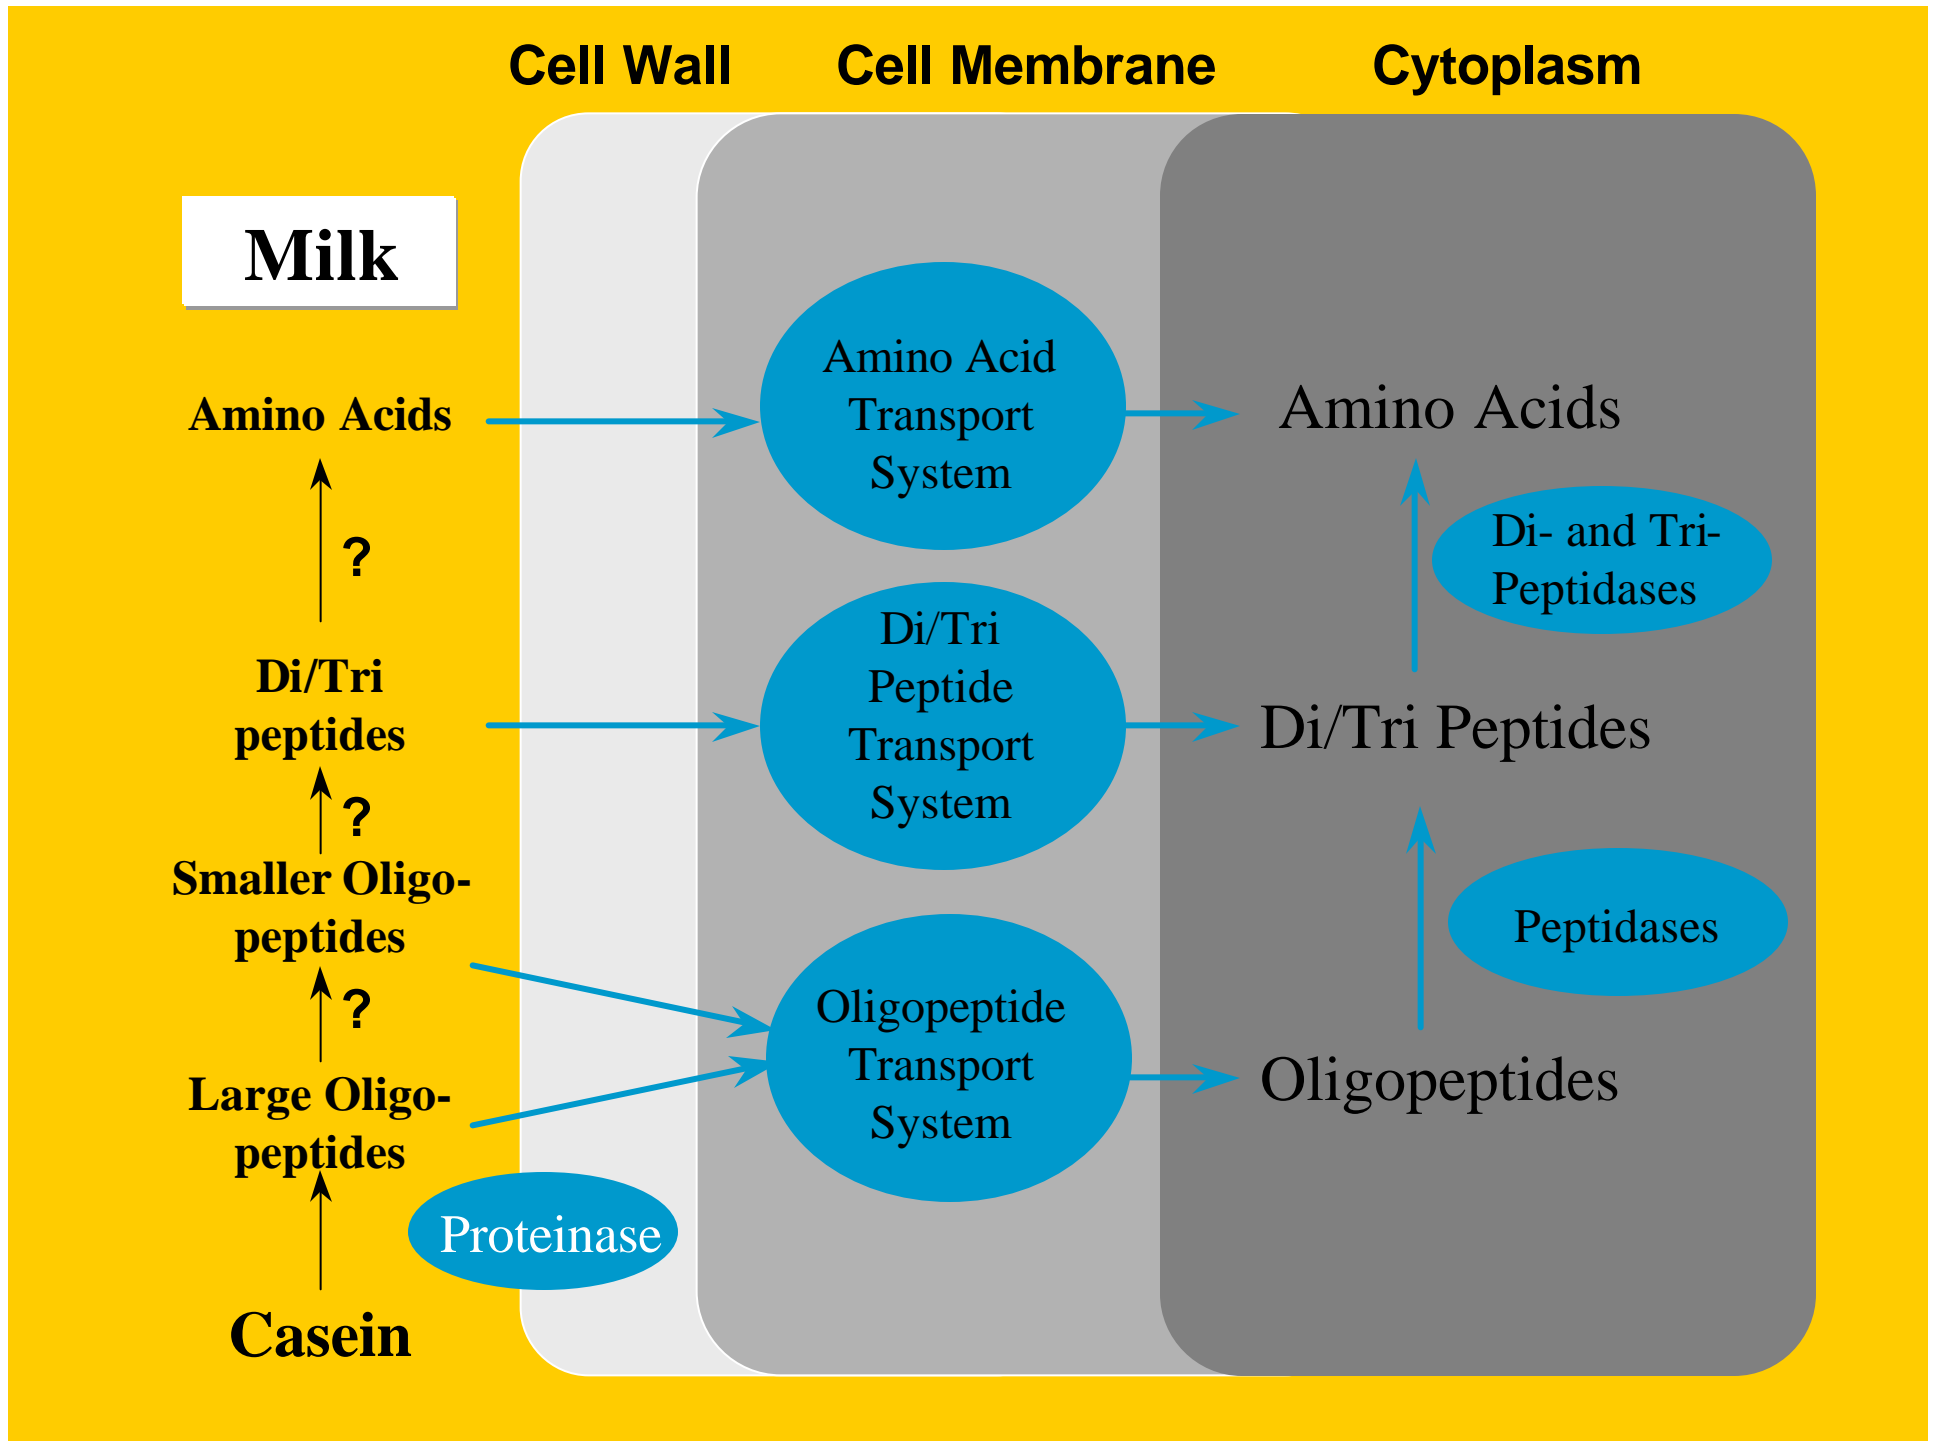 Cell Wall
Cell Membrane
Cytoplasm
Milk
Amino Acids
?
Di/Tri
peptides
?
Smaller Oligo-
peptides
?
Large Oligo-
peptides
Proteinase
Casein
Amino Acid
Transport
System
Di/Tri
Peptide
Transport
System
Oligopeptide
Transport
System
Amino Acids
Di- and Tri-
Peptidases
Di/Tri Peptides
Peptidases
Oligopeptides